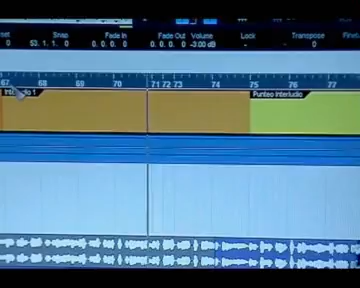 Snap Fade In Fade Out Volume Lock Transpose
0 53. 1. 1. 0 0. 0. 0. 0 0. 0. 0. 0 -3.00 dB 0
67 68 69 70 71 72 73 74 75 76 77
Punteo Interludio